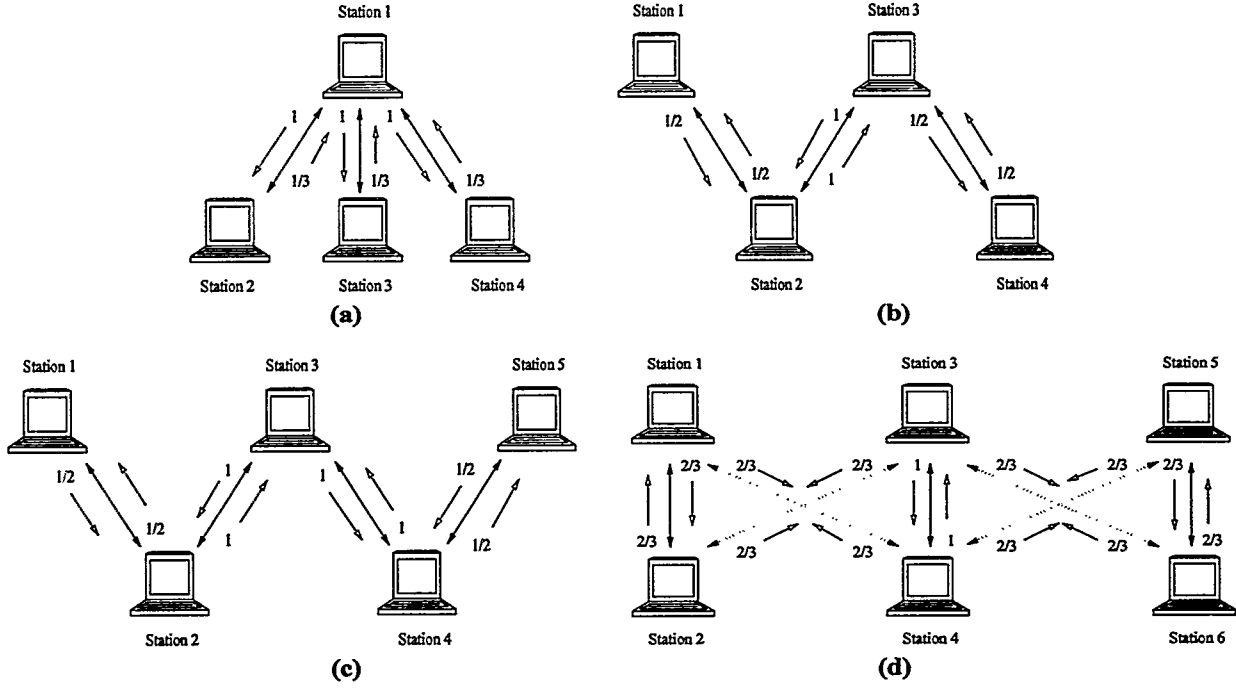 Station 1
1 1 1
1/3 1/3 1/3
Station 2 Station 3 Station 4
(a)
Station 1 Station 3
1/2 1 1/2
1/2 1 1/2
Station 2 Station 4
(b)
Station 1 Station 3 Station 5
1/2 1 1 1/2
1/2 1 1 1/2
Station 2 Station 4
(c)
Station 1 Station 3 Station 5
2/3 2/3 2/3 1 2/3 2/3 2/3
2/3 2/3 2/3 1 2/3 2/3 2/3
Station 2 Station 4 Station 6
(d)